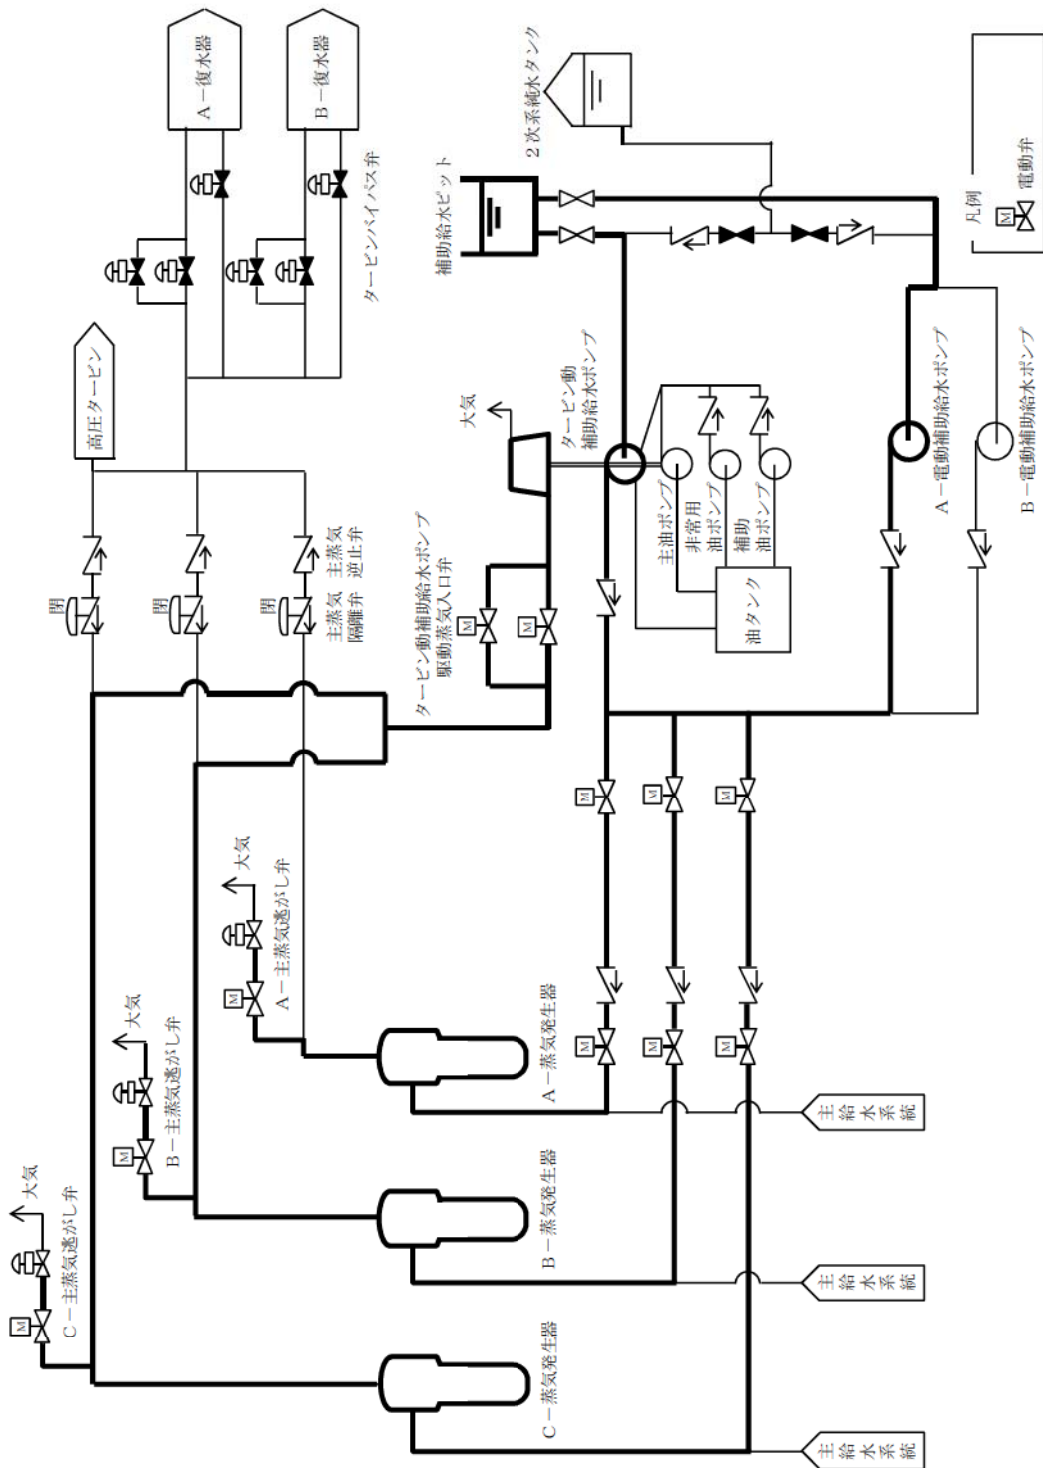 A－復水器
B－復水器
タービンバイパス弁
高圧タービン
2次系純水タンク
補助給水ピット
凡例
M
電動弁
大気
タービン動
補助給水ポンプ
主油ポンプ
非常用
油ポンプ
補助
油ポンプ
油タンク
A－電動補助給水ポンプ
B－電動補助給水ポンプ
閉
閉
閉
主蒸気
逆止弁
主蒸気
隔離弁
タービン動補助給水ポンプ
駆動蒸気入口弁
M
M
大気
M
A－主蒸気逃がし弁
大気
M
B－主蒸気逃がし弁
大気
M
C－主蒸気逃がし弁
M
M
M
M
M
M
A－蒸気発生器
B－蒸気発生器
C－蒸気発生器
主給水系統
主給水系統
主給水系統